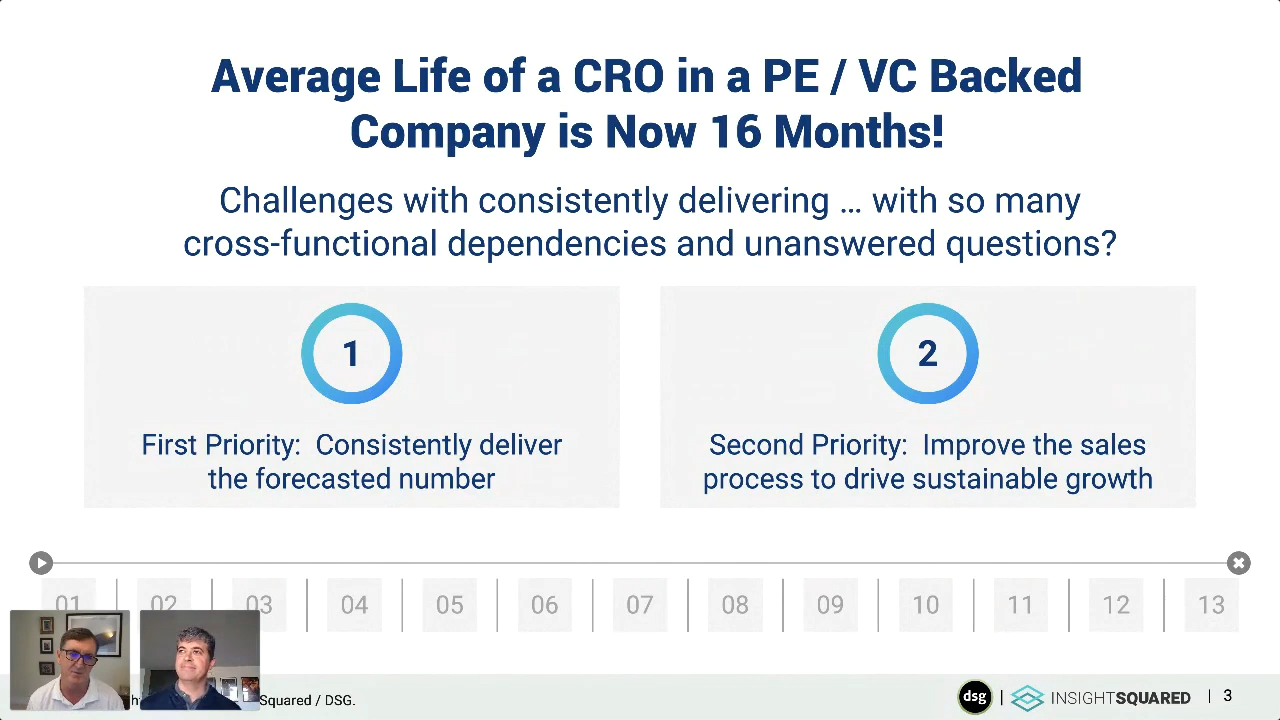 Average Life of a CRO in a PE / VC Backed
Company is Now 16 Months!
Challenges with consistently delivering ... with so many
cross-functional dependencies and unanswered questions?
1
First Priority: Consistently deliver
the forecasted number
2
Second Priority: Improve the sales
process to drive sustainable growth
01 02 03 04 05 06 07 08 09 10 11 12 13
Squared / DSG.
dsg | INSIGHTSQUARED | 3